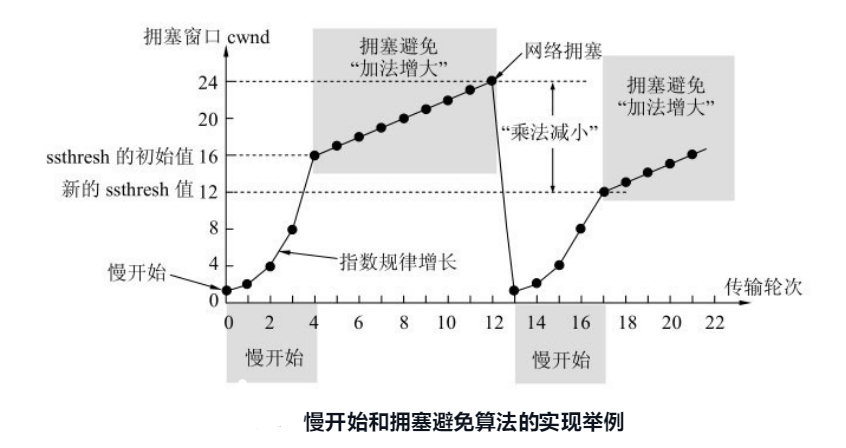 拥塞窗口 cwnd
拥塞避免
“加法增大”
网络拥塞
拥塞避免
“加法增大”
24
20
“乘法减小”
ssthresh 的初始值 16
新的 ssthresh 值 12
8
4
慢开始
指数规律增长
0
传输轮次
0 2 4 6 8 10 12 14 16 18 20 22
慢开始
慢开始
慢开始和拥塞避免算法的实现举例